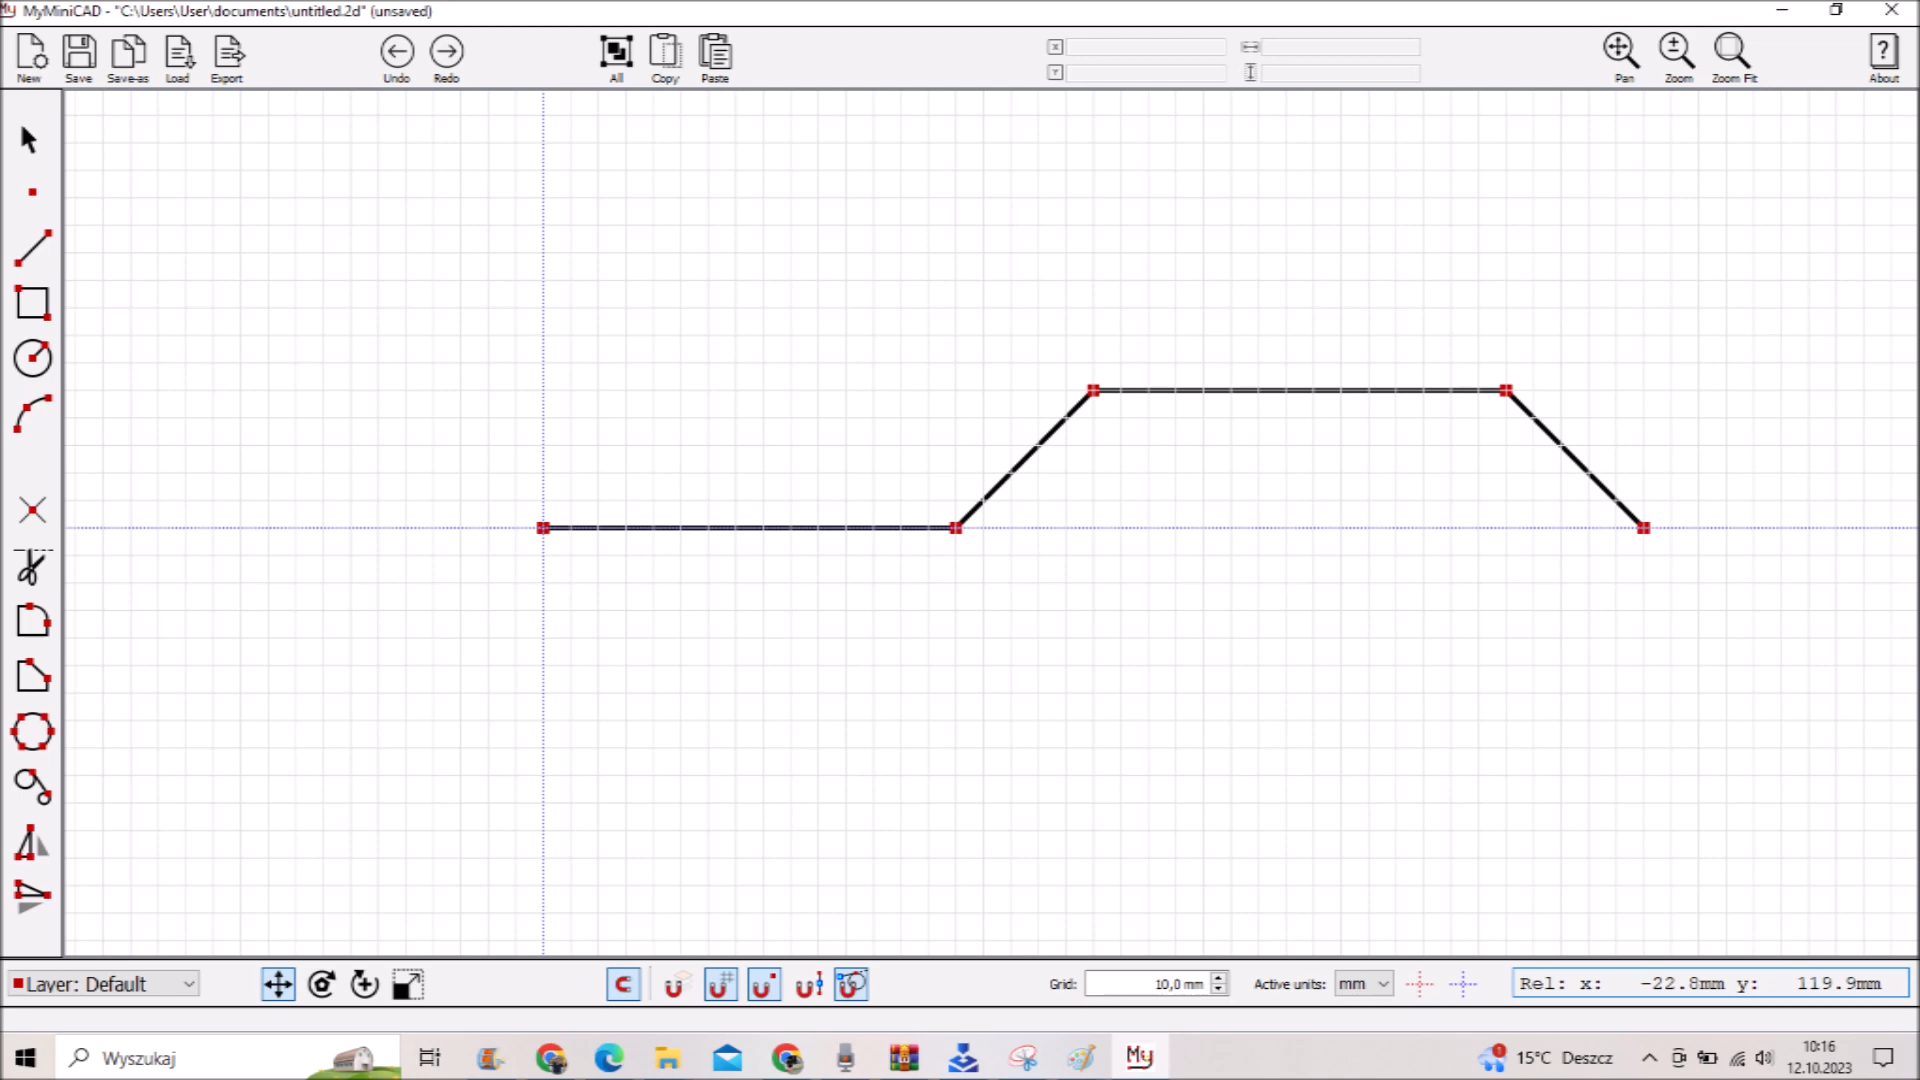 My MyMiniCAD - "C:\Users\User\documents\untitled.2d" (unsaved)
New Save Save-as Load Export Undo Redo All Copy Paste X Y Pan Zoom Zoom Fit ? About
Layer: Default Grid: 10,0 mm Active units: mm Rel: x: -22.8mm y: 119.9mm
Wyszukaj My 15°C Deszcz 10:16
12.10.2023